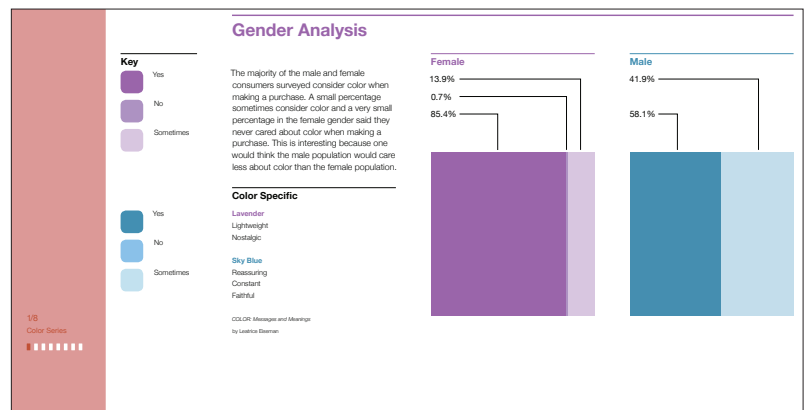 Gender Analysis
Key
Yes
No
Sometimes
Yes
No
Sometimes
The majority of the male and female
consumers surveyed consider color when
making a purchase. A small percentage
sometimes consider color and a very small
percentage in the female gender said they
never cared about color when making a
purchase. This is interesting because one
would think the male population would care
less about color than the female population.
Color Specific
Lavender
Lightweight
Nostalgic
Sky Blue
Reassuring
Constant
Faithful
COLOR: Messages and Meanings
by Leatrice Eiseman
Female
13.9%
0.7%
85.4%
Male
41.9%
58.1%
1/8
Color Series